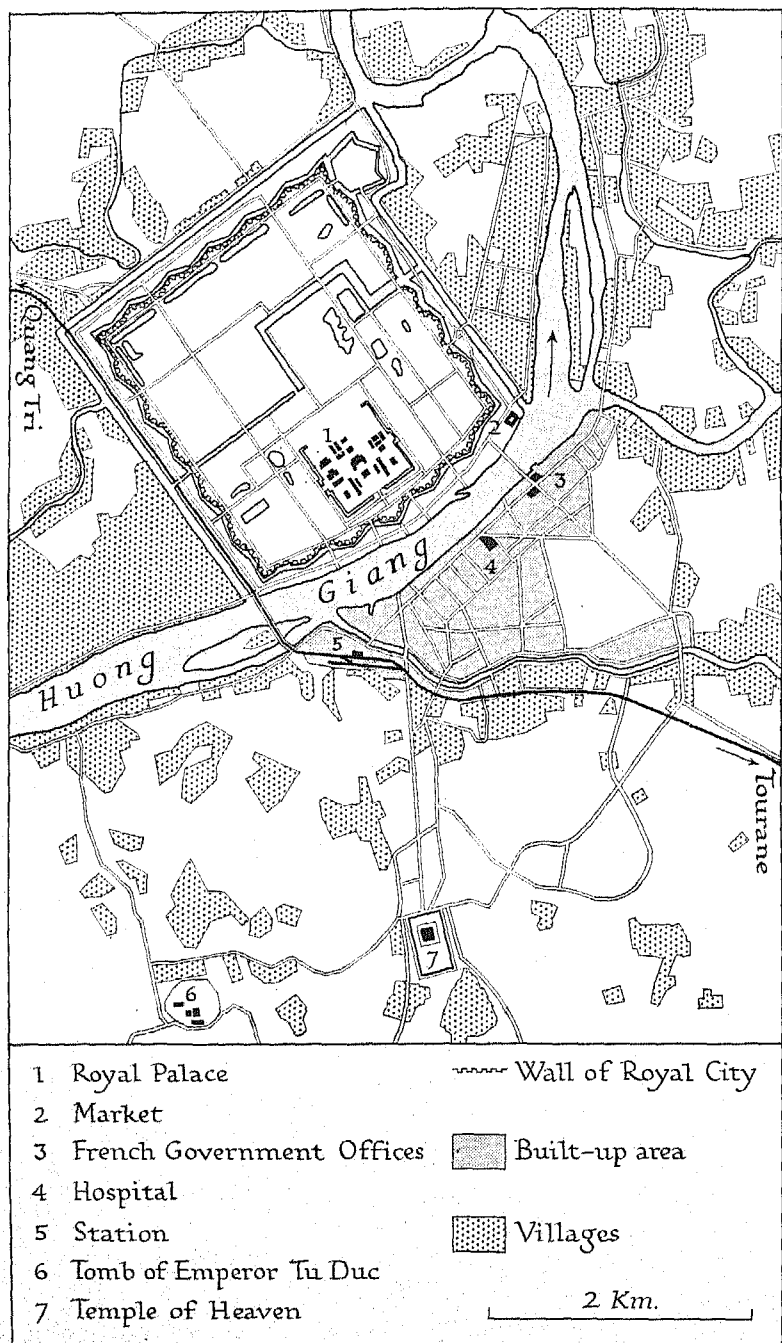 Quang Tri
1
2
3
4
Huong Giang
5
Tourane
6
7
1 Royal Palace
2 Market
3 French Government Offices
4 Hospital
5 Station
6 Tomb of Emperor Tu Duc
7 Temple of Heaven
Wall of Royal City
Built-up area
Villages
2 Km.